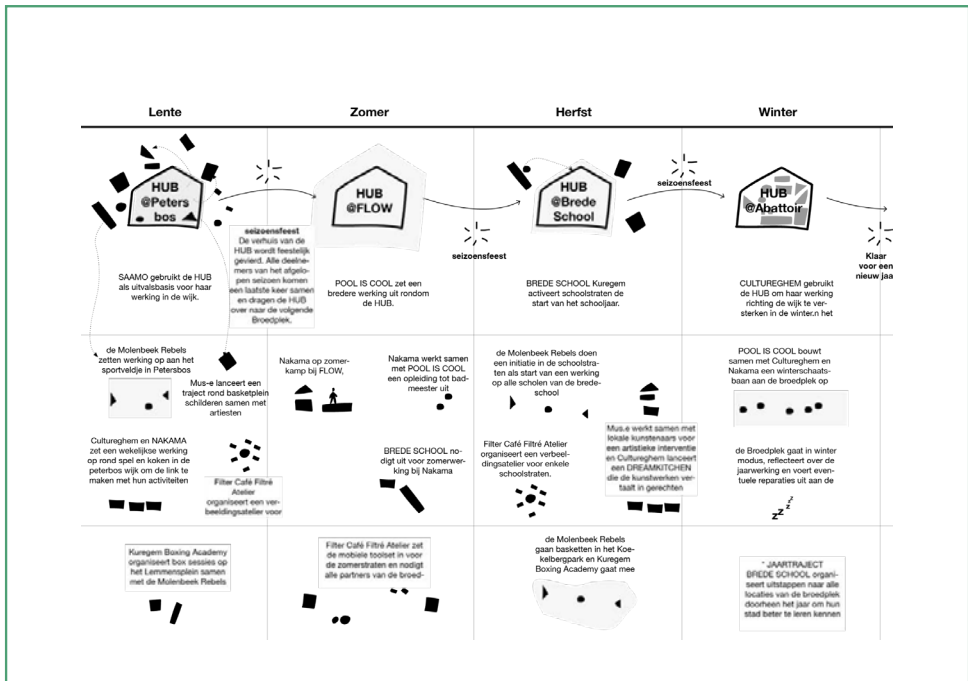 Lente
Zomer
Herfst
Winter
HUB
@Peters
bos
seizoensfeest
De verhuis van de
HUB wordt feestelijk
gevierd. Alle deelne-
mers van het afgelo-
pen seizoen komen
een laatste keer samen
en dragen de HUB
over naar de volgende
Broedplek.
SAAMO gebruikt de HUB
als uitvalsbasis voor haar
werking in de wijk.
HUB
@FLOW
POOL IS COOL zet een
bredere werking uit rondom
de HUB.
seizoensfeest
HUB
@Brede
School
BREDE SCHOOL Kuregem
activeert schoolstraten de
start van het schooljaar.
seizoensfeest
HUB
@Abattoir
CULTUREGHEM gebruikt
de HUB om haar werking
richting de wijk te ver-
sterken in de winter.n het
Klaar
voor een
nieuw jaa
de Molenbeek Rebels
zetten werking op aan het
sportveldje in Petersbos
Mus-e lanceert een
traject rond basketplein
schilderen samen met
artiesten
Cultureghem en NAKAMA
zet een wekelijkse werking
op rond spel en koken in de
peterbos wijk om de link te
maken met hun activiteiten
Filter Café Filtré
Atelier
organiseert een ver-
beeldingsatelier voor
Nakama op zomer-
kamp bij FLOW,
Nakama werkt samen
met POOL IS COOL
een opleiding tot bad-
meester uit
BREDE SCHOOL no-
digt uit voor zomerwer-
king bij Nakama
de Molenbeek Rebels doen
een initiatie in de schoolstra-
ten als start van een werking
op alle scholen van de brede-
school
Filter Café Filtré Atelier
organiseert een verbeel-
dingsatelier voor enkele
schoolstraten.
Mus.e werkt samen met
lokale kunstenaars voor
een artistieke interventie
en Cultureghem lanceert
een DREAMKITCHEN
die de kunstwerken ver-
taalt in gerechten
POOL IS COOL bouwt
samen met Cultureghem en
Nakama een winterschaats-
baan aan de broedplek op
de Broedplek gaat in winter
modus, reflecteert over de
jaarwerking en voert even-
tuele reparaties uit aan de
z z z z
Kuregem Boxing Academy
organiseert box sessies op
het Lemmensplein samen
met de Molenbeek Rebels
Filter Café Filtré Atelier zet
de mobiele toolset in voor
de zomerstraten en nodigt
alle partners van de broed-
de Molenbeek Rebels
gaan basketten in het Koe-
kelbergpark en Kuregem
Boxing Academy gaat mee
* JAARTRAJECT
BREDE SCHOOL organi-
seert uitstappen naar alle
locaties van de broedplek
doorheen het jaar om hun
stad beter te leren kennen